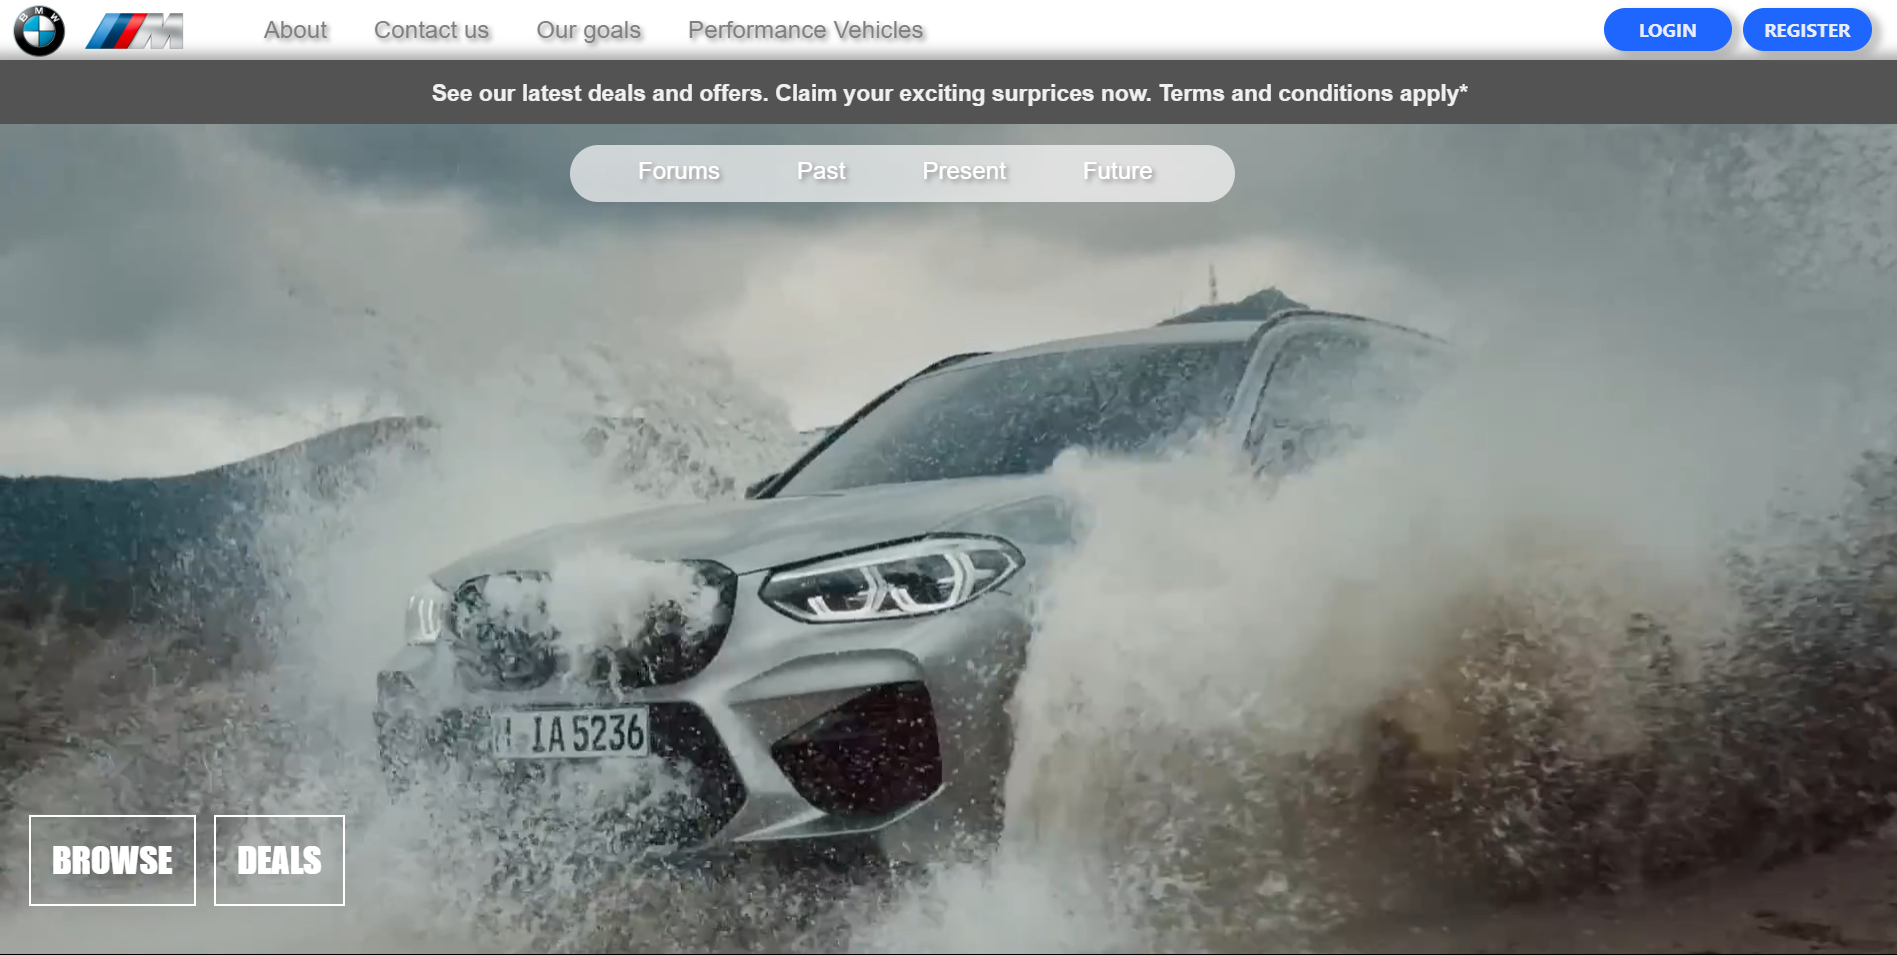 BMW M
About Contact us Our goals Performance Vehicles LOGIN REGISTER
See our latest deals and offers. Claim your exciting surprices now. Terms and conditions apply*
Forums Past Present Future
IA 5236
BROWSE DEALS